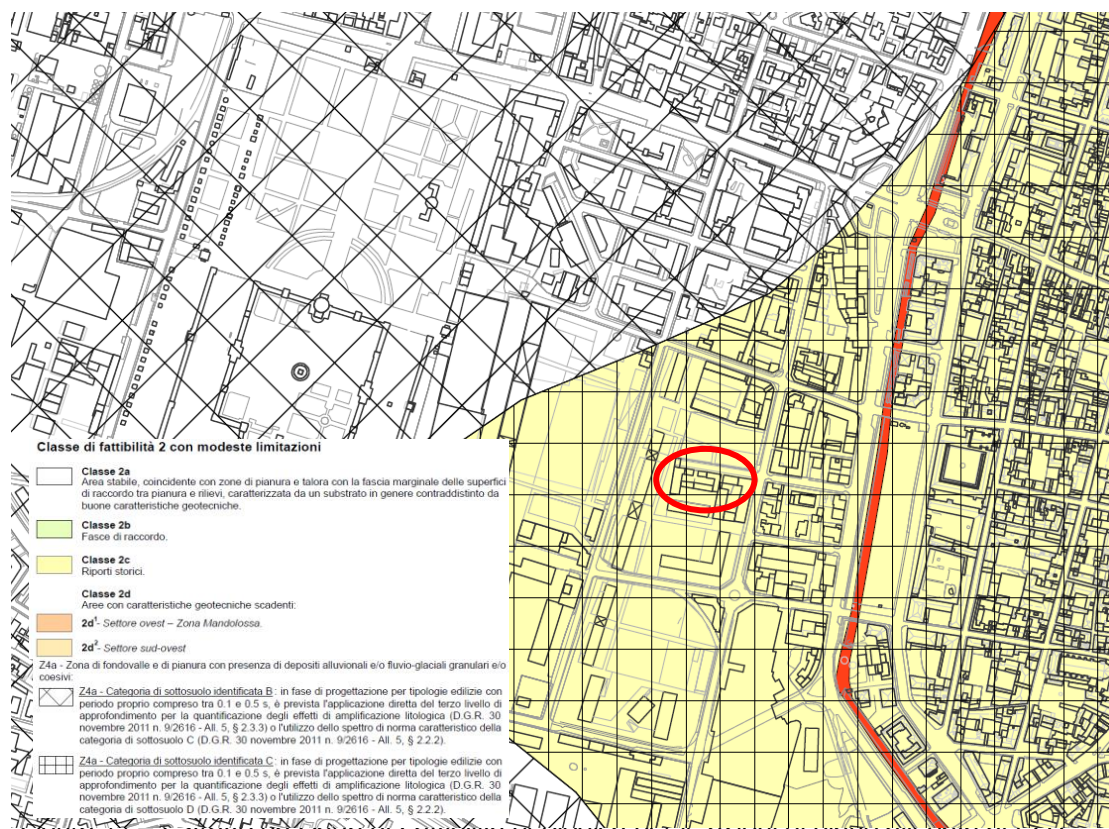 Classe di fattibilità 2 con modeste limitazioni
Classe 2a
Area stabile, coincidente con zone di pianura e talora con la fascia marginale delle superfici
di raccordo tra pianura e rilievi, caratterizzata da un substrato in genere contraddistinto da
buone caratteristiche geotecniche.
Classe 2b
Fasce di raccordo.
Classe 2c
Riporti storici.
Classe 2d
Aree con caratteristiche geotecniche scadenti:
2d¹- Settore ovest – Zona Mandolossa.
2d²- Settore sud-ovest
Z4a - Zona di fondovalle e di pianura con presenza di depositi alluvionali e/o fluvio-glaciali granulari e/o
coesivi:
Z4a - Categoria di sottosuolo identificata B : in fase di progettazione per tipologie edilizie con
periodo proprio compreso tra 0.1 e 0.5 s, è prevista l'applicazione diretta del terzo livello di
approfondimento per la quantificazione degli effetti di amplificazione litologica (D.G.R. 30
novembre 2011 n. 9/2616 - All. 5, § 2.3.3) o l'utilizzo dello spettro di norma caratteristico della
categoria di sottosuolo C (D.G.R. 30 novembre 2011 n. 9/2616 - All. 5, § 2.2.2).
Z4a - Categoria di sottosuolo identificata C : in fase di progettazione per tipologie edilizie con
periodo proprio compreso tra 0.1 e 0.5 s, è prevista l'applicazione diretta del terzo livello di
approfondimento per la quantificazione degli effetti di amplificazione litologica (D.G.R. 30
novembre 2011 n. 9/2616 - All. 5, § 2.3.3) o l'utilizzo dello spettro di norma caratteristico della
categoria di sottosuolo D (D.G.R. 30 novembre 2011 n. 9/2616 - All. 5, § 2.2.2).